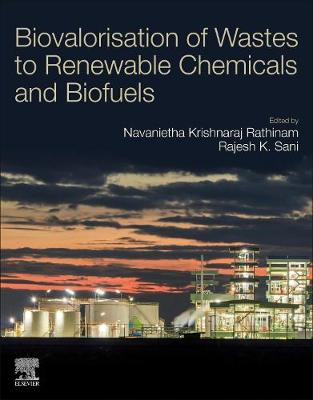 Biovalorisation of Wastes
to Renewable Chemicals
and Biofuels
Edited by
Navanietha Krishnaraj Rathinam
Rajesh K. Sani
ELSEVIER